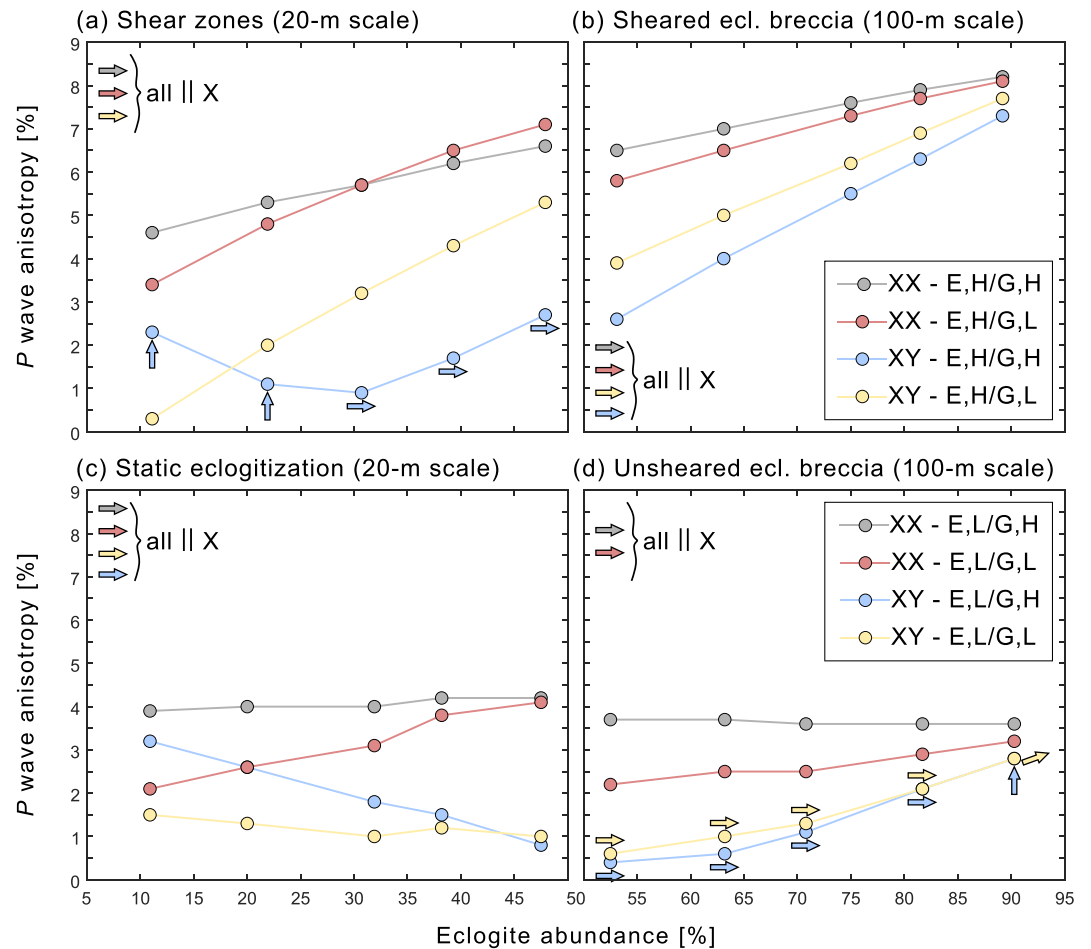 (a) Shear zones (20-m scale)
(b) Sheared ecl. breccia (100-m scale)
P wave anisotropy [%]
9
8
7
6
5
4
3
2
1
0
all || X
all || X
XX - E,H/G,H
XX - E,H/G,L
XY - E,H/G,H
XY - E,H/G,L
(c) Static eclogitization (20-m scale)
(d) Unsheared ecl. breccia (100-m scale)
P wave anisotropy [%]
9
8
7
6
5
4
3
2
1
0
all || X
all || X
XX - E,L/G,H
XX - E,L/G,L
XY - E,L/G,H
XY - E,L/G,L
5 10 15 20 25 30 35 40 45 50 55 60 65 70 75 80 85 90 95
Eclogite abundance [%]